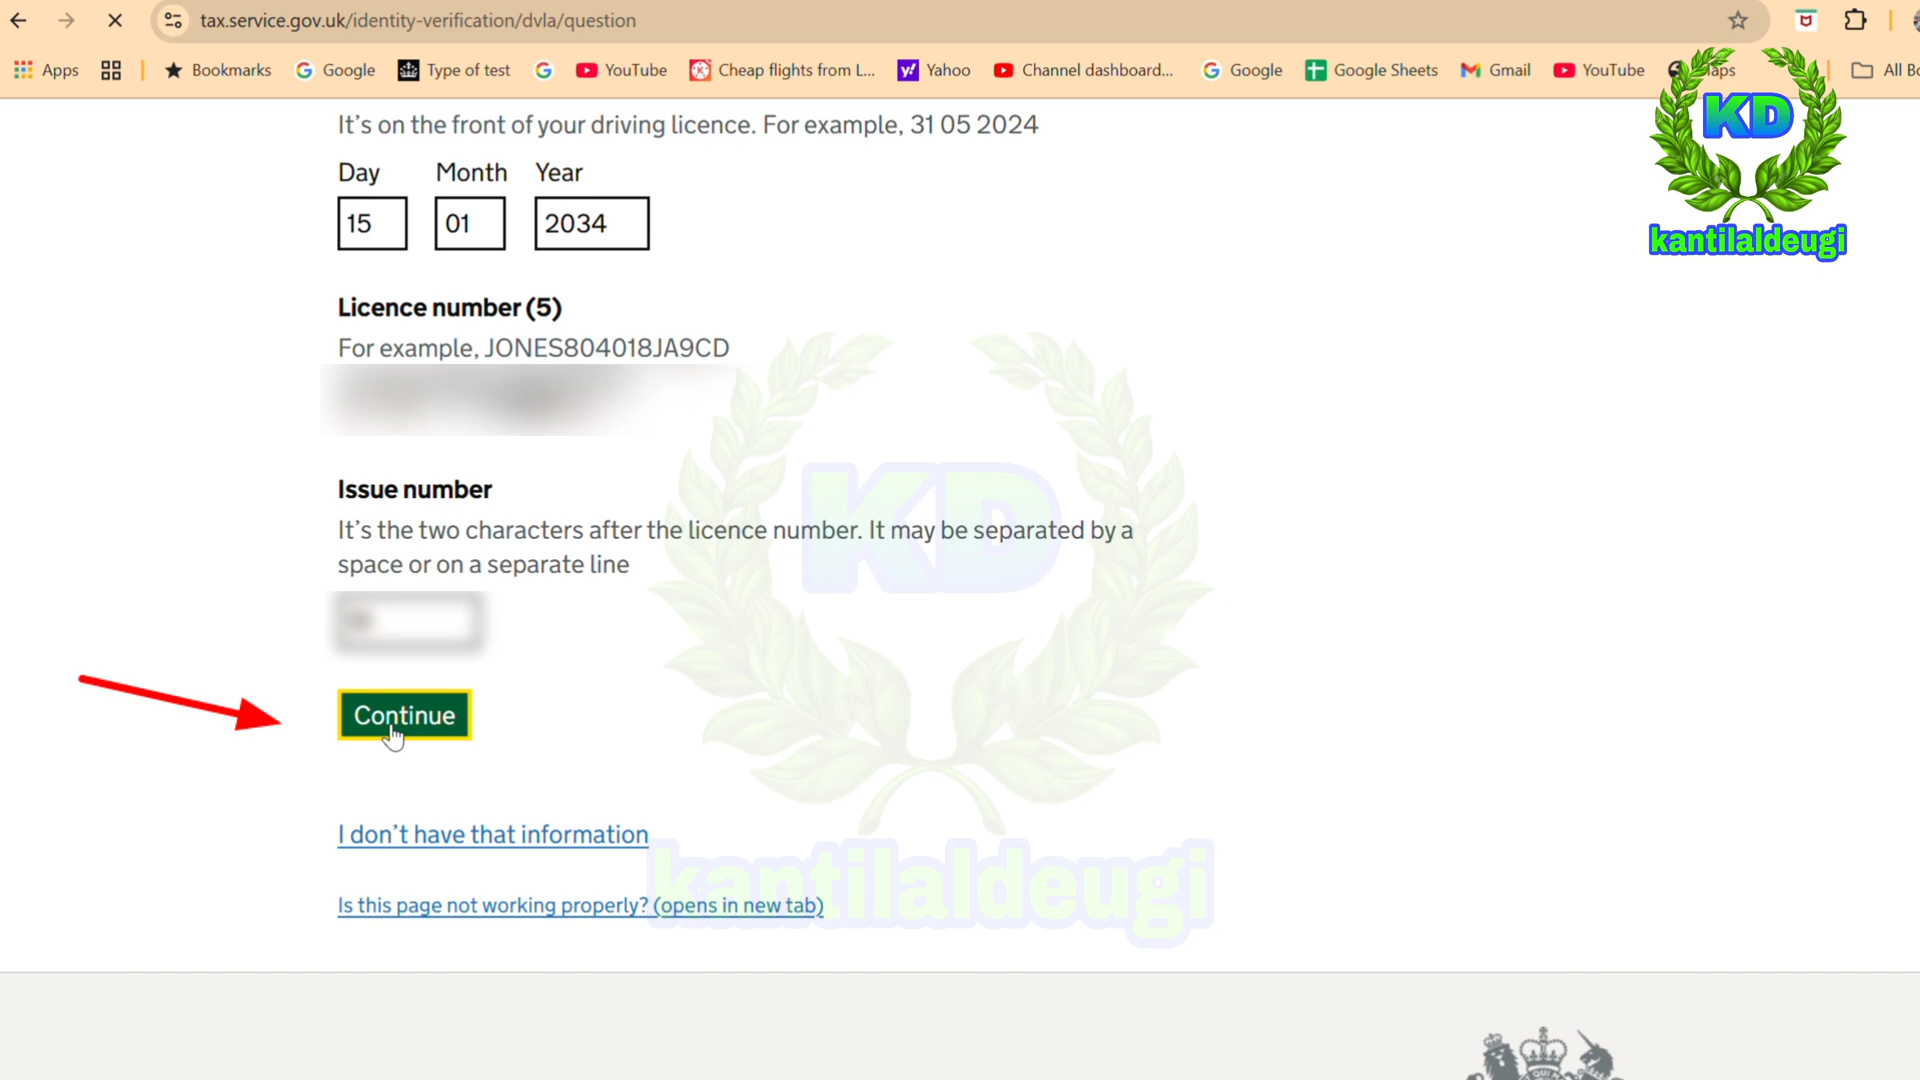 tax.service.gov.uk/identity-verification/dvla/question
Apps Bookmarks Google Type of test YouTube Cheap flights from L... Yahoo Channel dashboard... Google Google Sheets Gmail YouTube Maps All Bo
KD
kantilaldeugi
It's on the front of your driving licence. For example, 31 05 2024
Day Month Year
15 01 2034
Licence number (5)
For example, JONES804018JA9CD
Issue number
It's the two characters after the licence number. It may be separated by a
space or on a separate line
KD
Continue
I don't have that information
kantilaldeugi
Is this page not working properly? (opens in new tab)